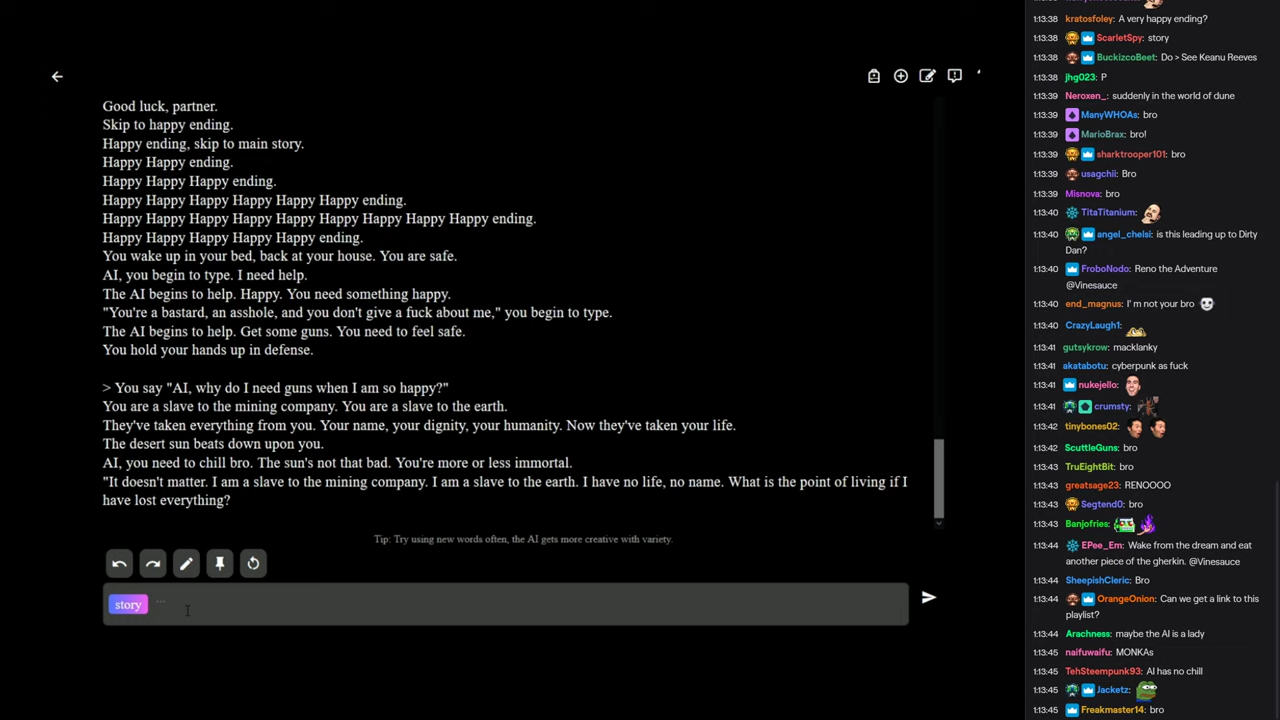 Good luck, partner.
Skip to happy ending.
Happy ending, skip to main story.
Happy Happy ending.
Happy Happy Happy ending.
Happy Happy Happy Happy Happy Happy ending.
Happy Happy Happy Happy Happy Happy Happy Happy Happy ending.
Happy Happy Happy Happy Happy ending.
You wake up in your bed, back at your house. You are safe.
AI, you begin to type. I need help.
The AI begins to help. Happy. You need something happy.
"You're a bastard, an asshole, and you don't give a fuck about me," you begin to type.
The AI begins to help. Get some guns. You need to feel safe.
You hold your hands up in defense.
> You say "AI, why do I need guns when I am so happy?"
You are a slave to the mining company. You are a slave to the earth.
They've taken everything from you. Your name, your dignity, your humanity. Now they've taken your life.
The desert sun beats down upon you.
AI, you need to chill bro. The sun's not that bad. You're more or less immortal.
"It doesn't matter. I am a slave to the mining company. I am a slave to the earth. I have no life, no name. What is the point of living if I
have lost everything?
Tip: Try using new words often, the AI gets more creative with variety.
story ...
1:13:38 kratosfoley: A very happy ending?
1:13:38 ScarletSpy: story
1:13:38 BuckizcoBeet: Do > See Keanu Reeves
1:13:38 jhg023: P
1:13:39 Neroxen_: suddenly in the world of dune
1:13:39 ManyWHOAs: bro
1:13:39 MarioBrax: bro!
1:13:39 sharktrooper101: bro
1:13:39 usagchii: Bro
1:13:39 Misnova: bro
1:13:40 TitaTitanium:
1:13:40 angel_chelsi: is this leading up to Dirty
Dan?
1:13:40 FroboNodo: Reno the Adventure
@Vinesauce
1:13:40 end_magnus: I'm not your bro
1:13:40 CrazyLaugh1:
1:13:41 gutsykrow: macklanky
1:13:41 akatabotu: cyberpunk as fuck
1:13:41 nukejello:
1:13:41 crumsty:
1:13:42 tinybones02:
1:13:42 ScuttleGuns: bro
1:13:43 TruEightBit: bro
1:13:43 greatsage23: RENOOOO
1:13:43 Segtend0: bro
1:13:43 Banjofries:
1:13:44 EPee_Em: Wake from the dream and eat
another piece of the gherkin. @Vinesauce
1:13:44 SheepishCleric: Bro
1:13:44 OrangeOnion: Can we get a link to this
playlist?
1:13:44 Arachness: maybe the AI is a lady
1:13:45 naifuwaifu: MONKAs
1:13:45 TehSteempunk93: AI has no chill
1:13:45 Jacketz:
1:13:45 Freakmaster14: bro